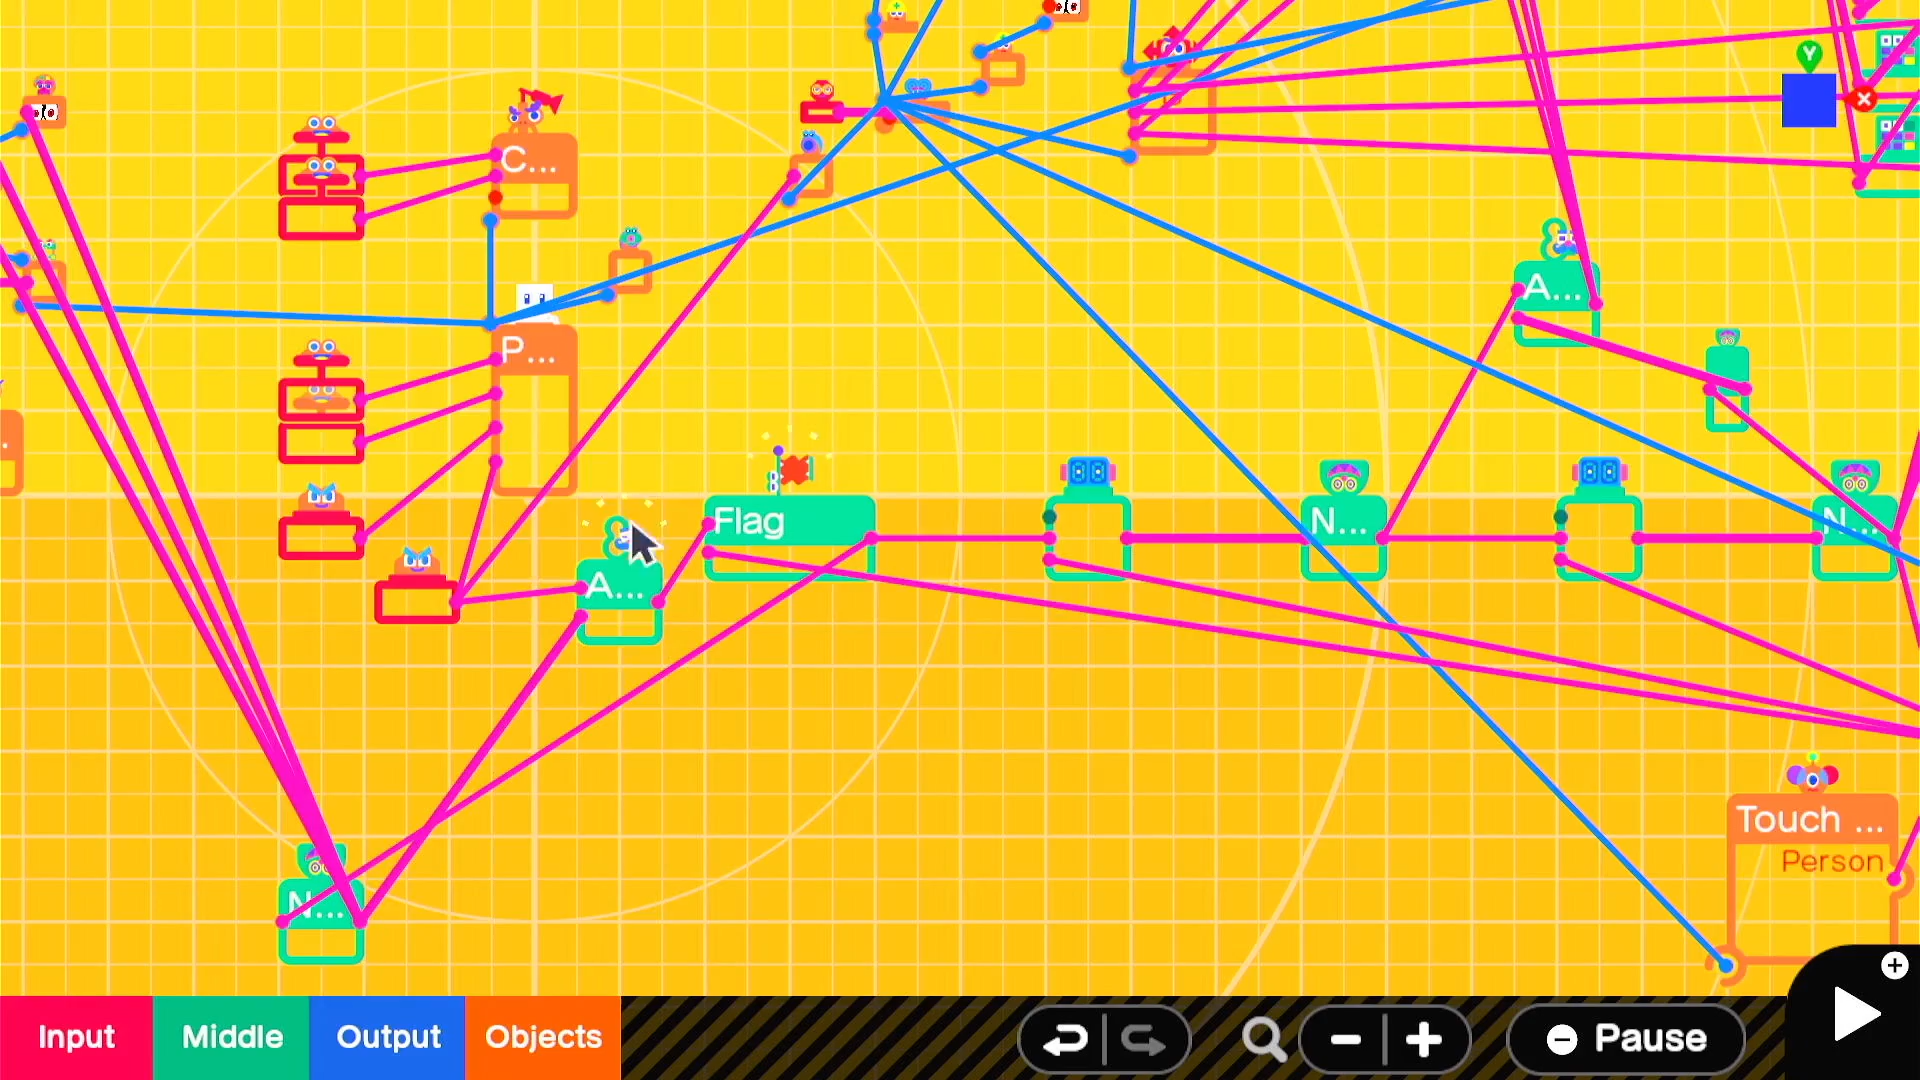 Y
C...
A...
P...
Flag
N...
N...
A...
Touch ...
Person
N...
Input
Middle
Output
Objects
Pause